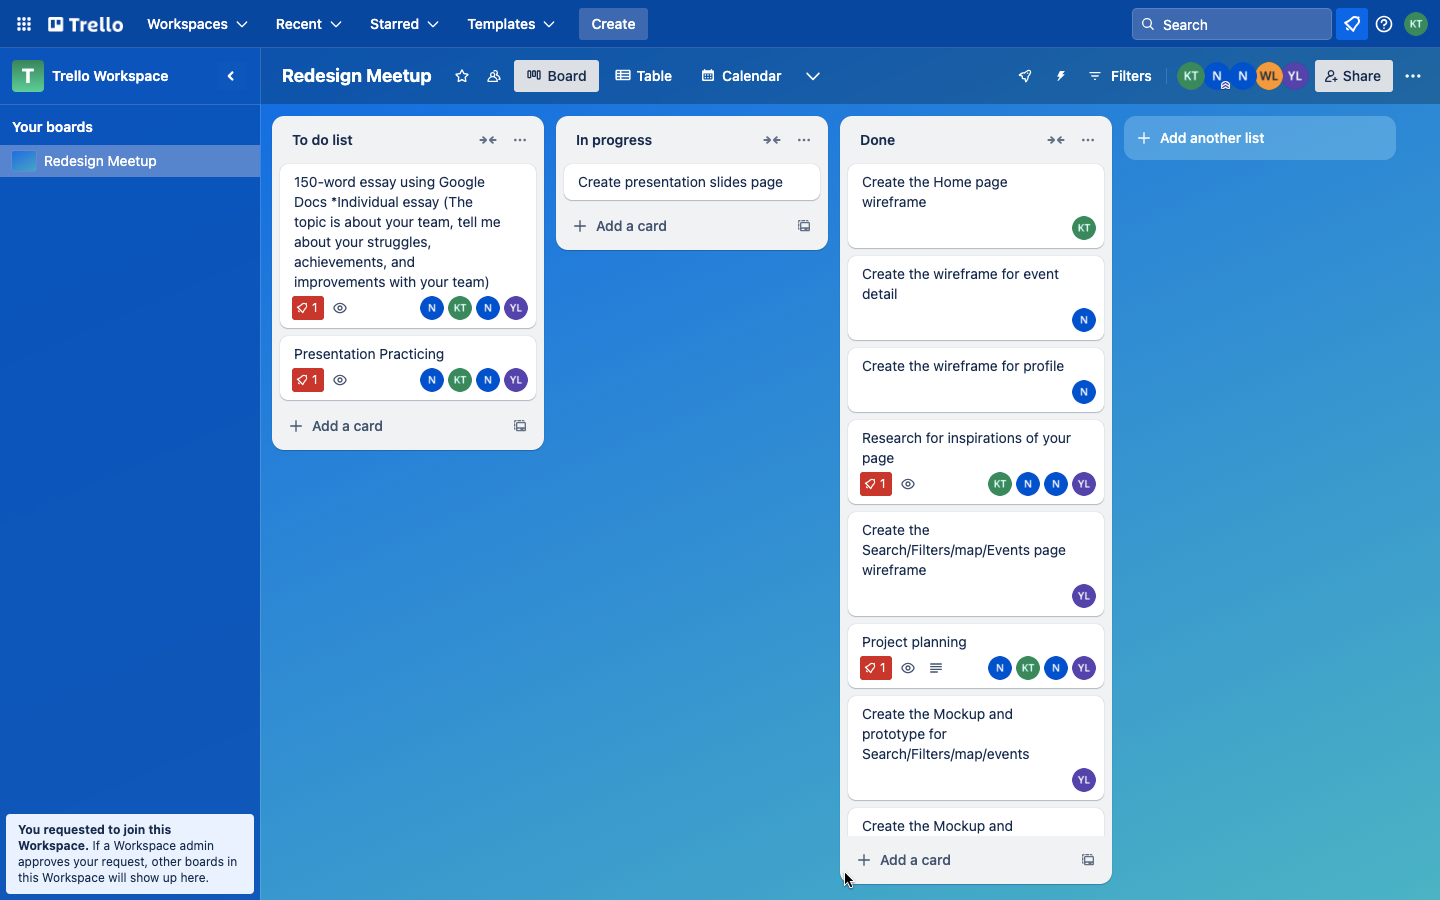 Trello
Workspaces
Recent
Starred
Templates
Create
Search
KT
T
Trello Workspace
Redesign Meetup
Board
Table
Calendar
Filters
KT
N
N
WL
YL
Share
Your boards
Redesign Meetup
To do list
150-word essay using Google
Docs *Individual essay (The
topic is about your team, tell me
about your struggles,
achievements, and
improvements with your team)
1
N
KT
N
YL
Presentation Practicing
1
N
KT
N
YL
Add a card
In progress
Create presentation slides page
Add a card
Done
Create the Home page
wireframe
KT
Create the wireframe for event
detail
N
Create the wireframe for profile
N
Research for inspirations of your
page
1
KT
N
N
YL
Create the
Search/Filters/map/Events page
wireframe
YL
Project planning
1
N
KT
N
YL
Create the Mockup and
prototype for
Search/Filters/map/events
YL
Create the Mockup and
Add a card
Add another list
You requested to join this
Workspace. If a Workspace admin
approves your request, other boards in
this Workspace will show up here.